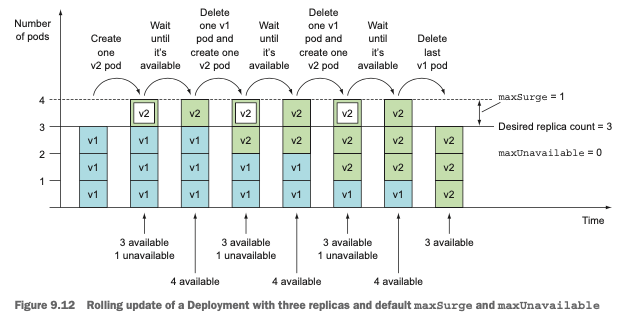 Number
of pods
Create
one
v2 pod
Wait
until
it's
available
Delete
one v1
pod and
create one
v2 pod
Wait
until
it's
available
Delete
one v1
pod and
create one
v2 pod
Wait
until
it's
available
Delete
last
v1 pod
4
3
2
1
v2 v2 v2 v2 v2 v2
v1 v1 v1 v2 v2 v2 v2 v2
v1 v1 v1 v1 v1 v2 v2 v2
v1 v1 v1 v1 v1 v1 v1 v2
maxSurge = 1
Desired replica count = 3
maxUnavailable = 0
Time
3 available
1 unavailable
3 available
1 unavailable
3 available
1 unavailable
3 available
4 available
4 available
4 available
Figure 9.12 Rolling update of a Deployment with three replicas and default maxSurge and maxUnavailable